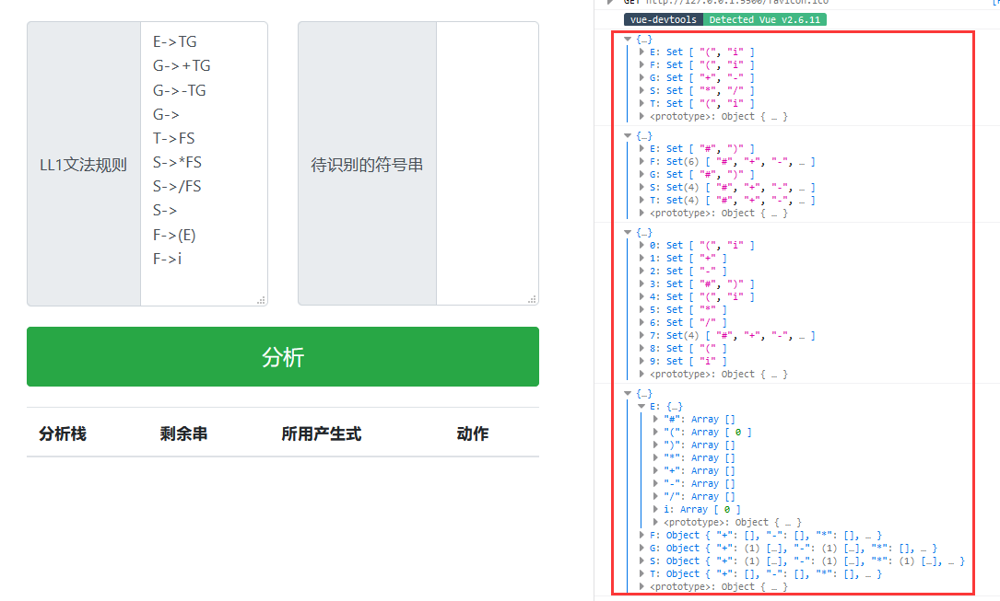 LL1文法规则
E->TG
G->+TG
G->-TG
G->
T->FS
S->*FS
S->/FS
S->
F->(E)
F->i
待识别的符号串
分析
分析栈 剩余串 所用产生式 动作
GET http://127.0.0.1:5500/favicon.ico
vue-devtools Detected Vue v2.6.11
{…}
E: Set [ "(", "i" ]
F: Set [ "(", "i" ]
G: Set [ "+", "-" ]
S: Set [ "*", "/" ]
T: Set [ "(", "i" ]
<prototype>: Object { … }
{…}
E: Set [ "#", ")" ]
F: Set(6) [ "#", "+", "-", … ]
G: Set [ "#", ")" ]
S: Set(4) [ "#", "+", "-", … ]
T: Set(4) [ "#", "+", "-", … ]
<prototype>: Object { … }
{…}
0: Set [ "(", "i" ]
1: Set [ "+" ]
2: Set [ "-" ]
3: Set [ "#", ")" ]
4: Set [ "(", "i" ]
5: Set [ "*" ]
6: Set [ "/" ]
7: Set(4) [ "#", "+", "-", … ]
8: Set [ "(" ]
9: Set [ "i" ]
<prototype>: Object { … }
{…}
E: {…}
"#": Array []
"(": Array [ 0 ]
")": Array []
"*": Array []
"+": Array []
"-": Array []
"/": Array []
i: Array [ 0 ]
<prototype>: Object { … }
F: Object { "+": [], "-": [], "*": [], … }
G: Object { "+": (1) […], "-": (1) […], "*": [], … }
S: Object { "+": (1) […], "-": (1) […], "*": (1) […], … }
T: Object { "+": [], "-": [], "*": [], … }
<prototype>: Object { … }